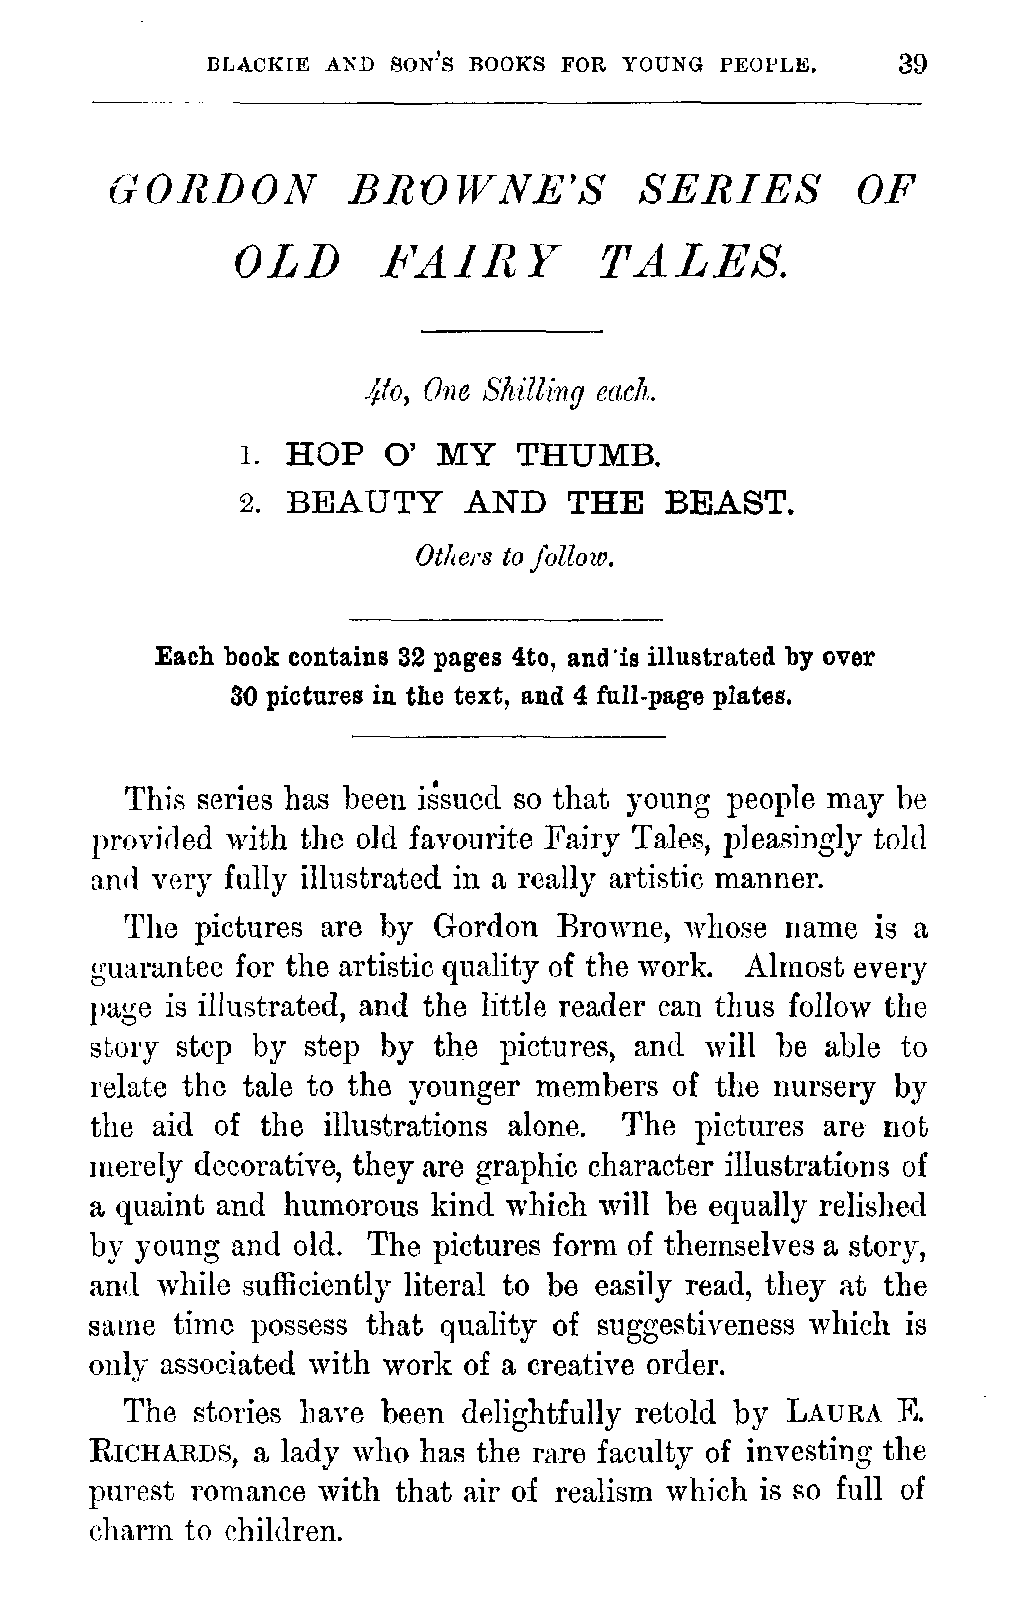 BLACKIE AND SON'S BOOKS FOR YOUNG PEOPLE. 39
GORDON BROWNE'S SERIES OF
OLD FAIRY TALES.
4to, One Shilling each.
1. HOP O' MY THUMB.
2. BEAUTY AND THE BEAST.
Others to follow.
Each book contains 32 pages 4to, and is illustrated by over
30 pictures in the text, and 4 full-page plates.
This series has been issued so that young people may be
provided with the old favourite Fairy Tales, pleasingly told
and very fully illustrated in a really artistic manner.
The pictures are by Gordon Browne, whose name is a
guarantee for the artistic quality of the work. Almost every
page is illustrated, and the little reader can thus follow the
story step by step by the pictures, and will be able to
relate the tale to the younger members of the nursery by
the aid of the illustrations alone. The pictures are not
merely decorative, they are graphic character illustrations of
a quaint and humorous kind which will be equally relished
by young and old. The pictures form of themselves a story,
and while sufficiently literal to be easily read, they at the
same time possess that quality of suggestiveness which is
only associated with work of a creative order.
The stories have been delightfully retold by LAURA E.
RICHARDS, a lady who has the rare faculty of investing the
purest romance with that air of realism which is so full of
charm to children.